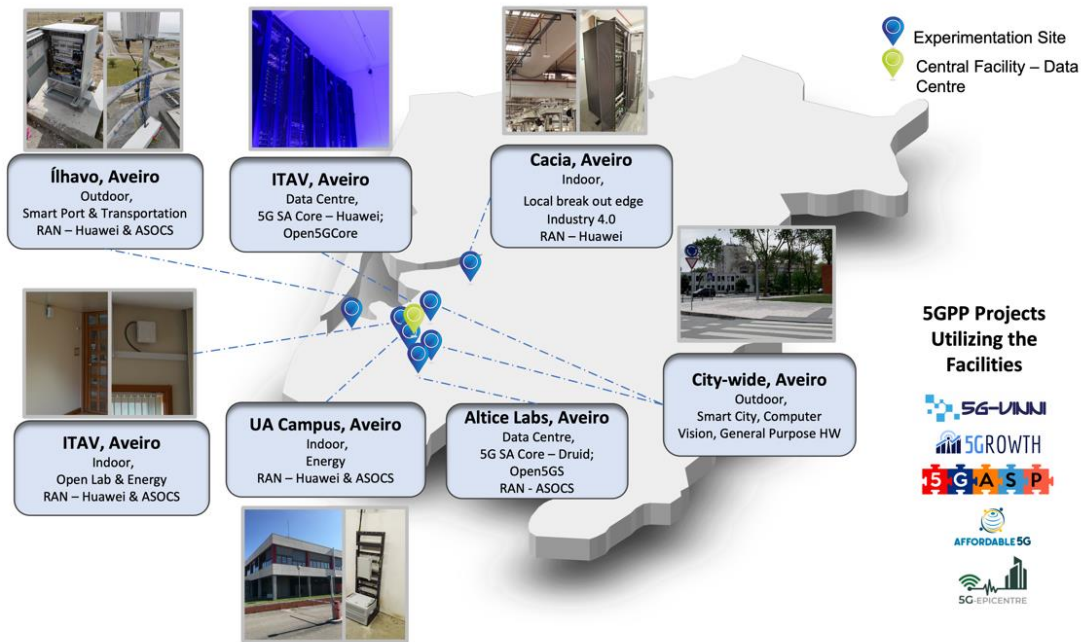 Experimentation Site
Central Facility – Data
Centre
Ílhavo, Aveiro
Outdoor,
Smart Port & Transportation
RAN – Huawei & ASOCS
ITAV, Aveiro
Data Centre,
5G SA Core – Huawei;
Open5GCore
Cacia, Aveiro
Indoor,
Local break out edge
Industry 4.0
RAN – Huawei
ITAV, Aveiro
Indoor,
Open Lab & Energy
RAN – Huawei & ASOCS
UA Campus, Aveiro
Indoor,
Energy
RAN – Huawei & ASOCS
Altice Labs, Aveiro
Data Centre,
5G SA Core – Druid;
Open5GS
RAN - ASOCS
City-wide, Aveiro
Outdoor,
Smart City, Computer
Vision, General Purpose HW
5GPP Projects
Utilizing the
Facilities
5G-VINNI
5GROWTH
5GASP
AFFORDABLE5G
5G-EPICENTRE